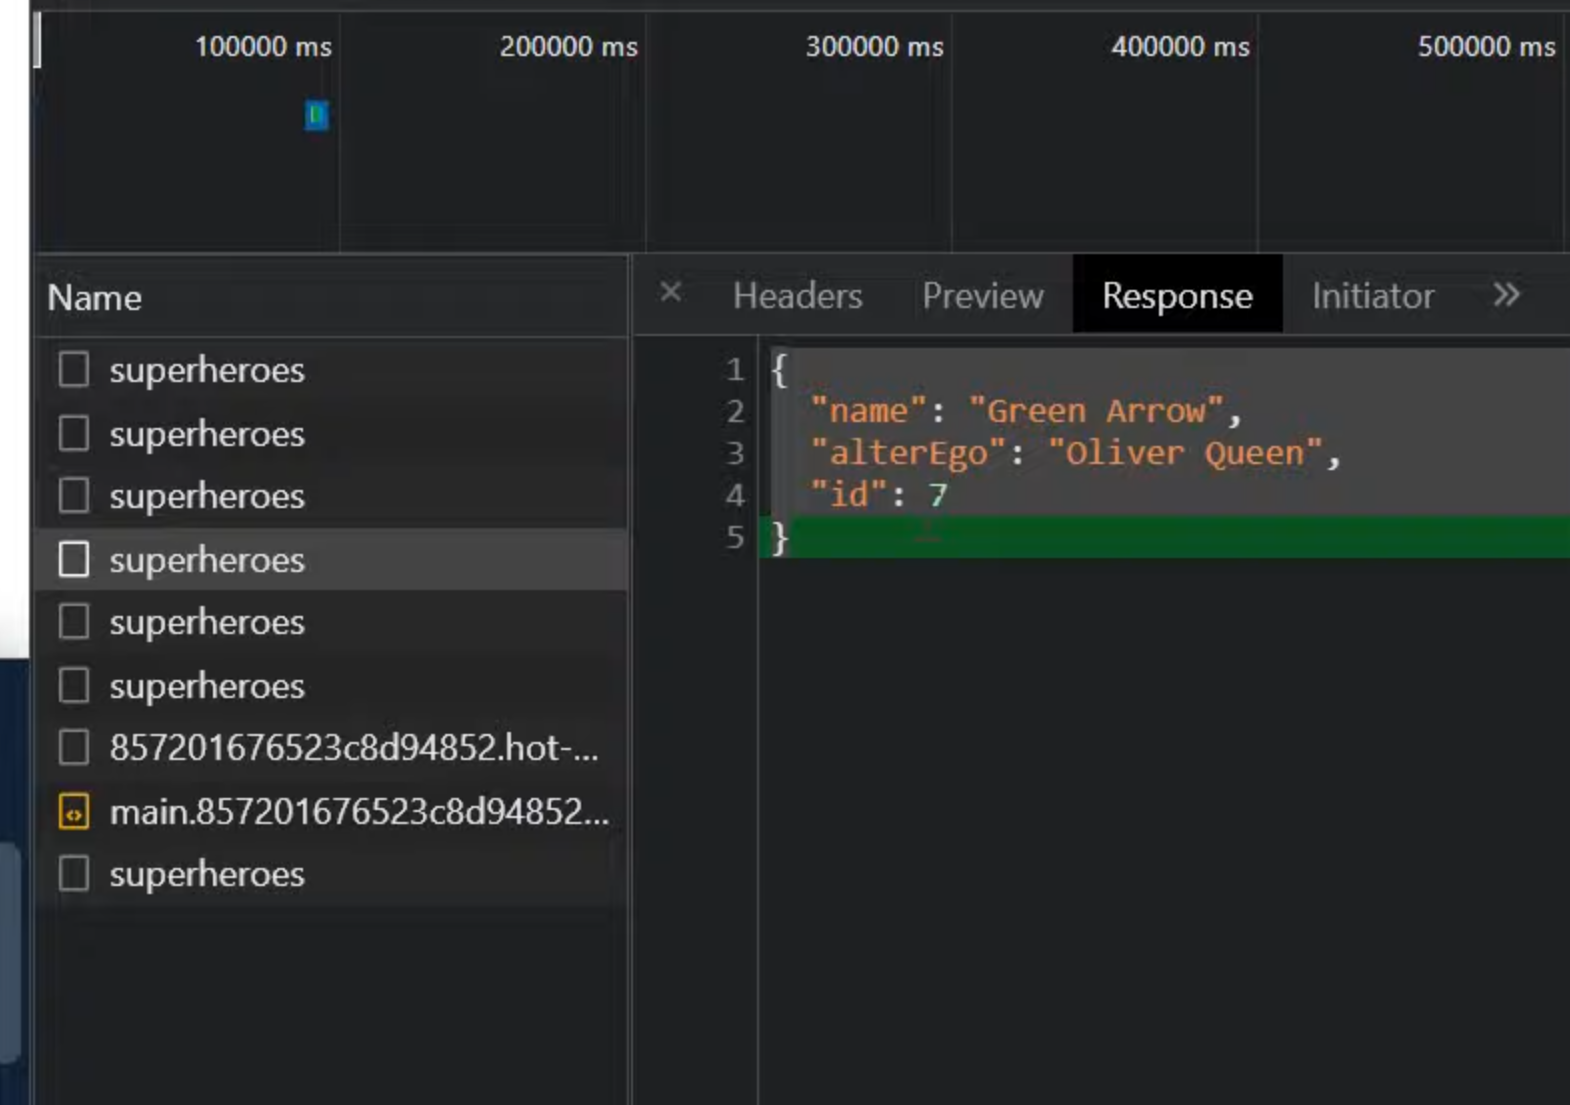 100000 ms 200000 ms 300000 ms 400000 ms 500000 ms
Name
superheroes
superheroes
superheroes
superheroes
superheroes
superheroes
857201676523c8d94852.hot-...
main.857201676523c8d94852...
superheroes
× Headers Preview Response Initiator »
1 {
2 "name": "Green Arrow",
3 "alterEgo": "Oliver Queen",
4 "id": 7
5 }